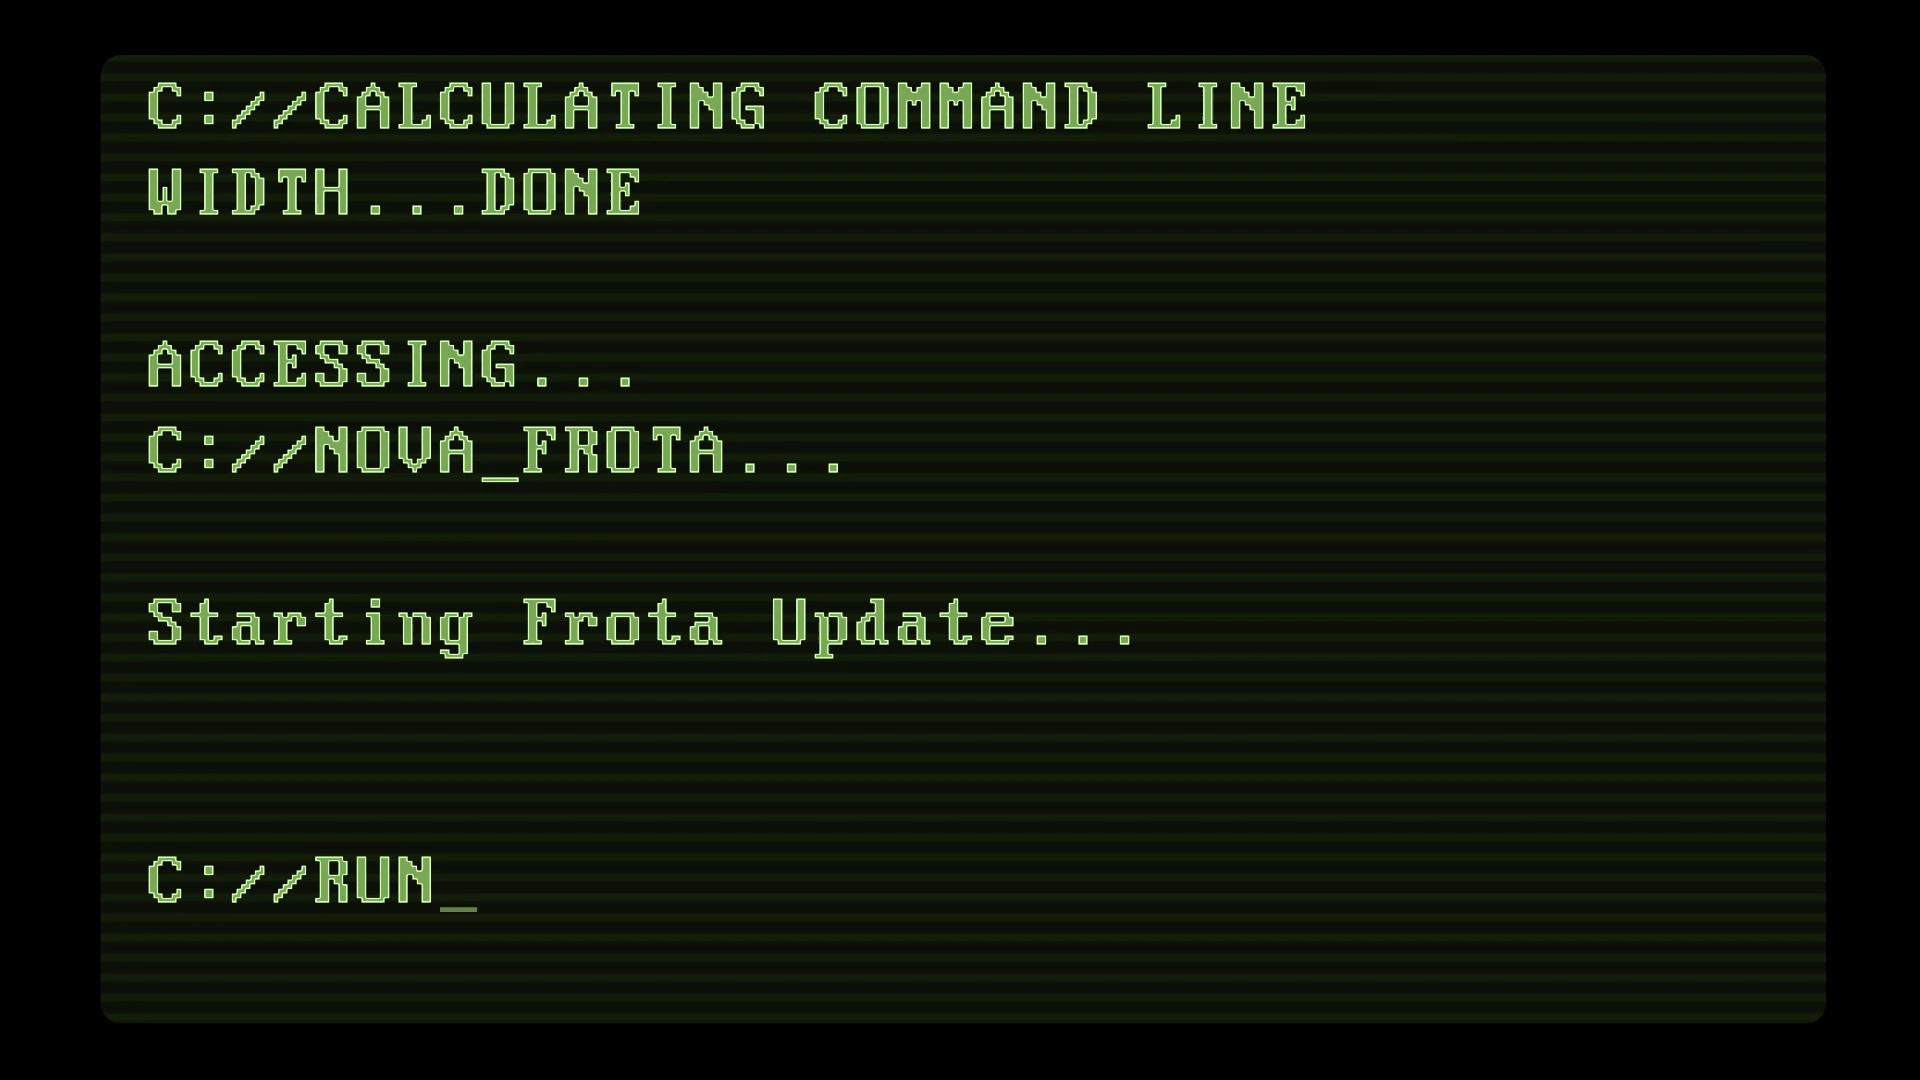 C://CALCULATING COMMAND LINE
WIDTH...DONE
ACCESSING...
C://NOVA_FROTA...
Starting Frota Update...
C://RUN_